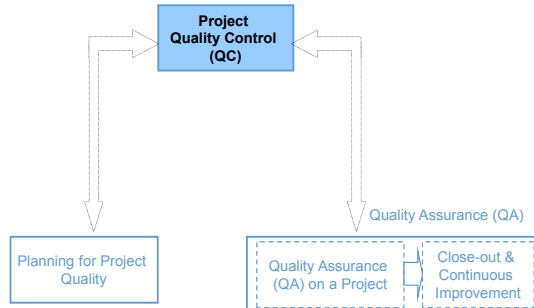 Project
Quality Control
(QC)
Quality Assurance (QA)
Planning for Project
Quality
Quality Assurance
(QA) on a Project
Close-out &
Continuous
Improvement